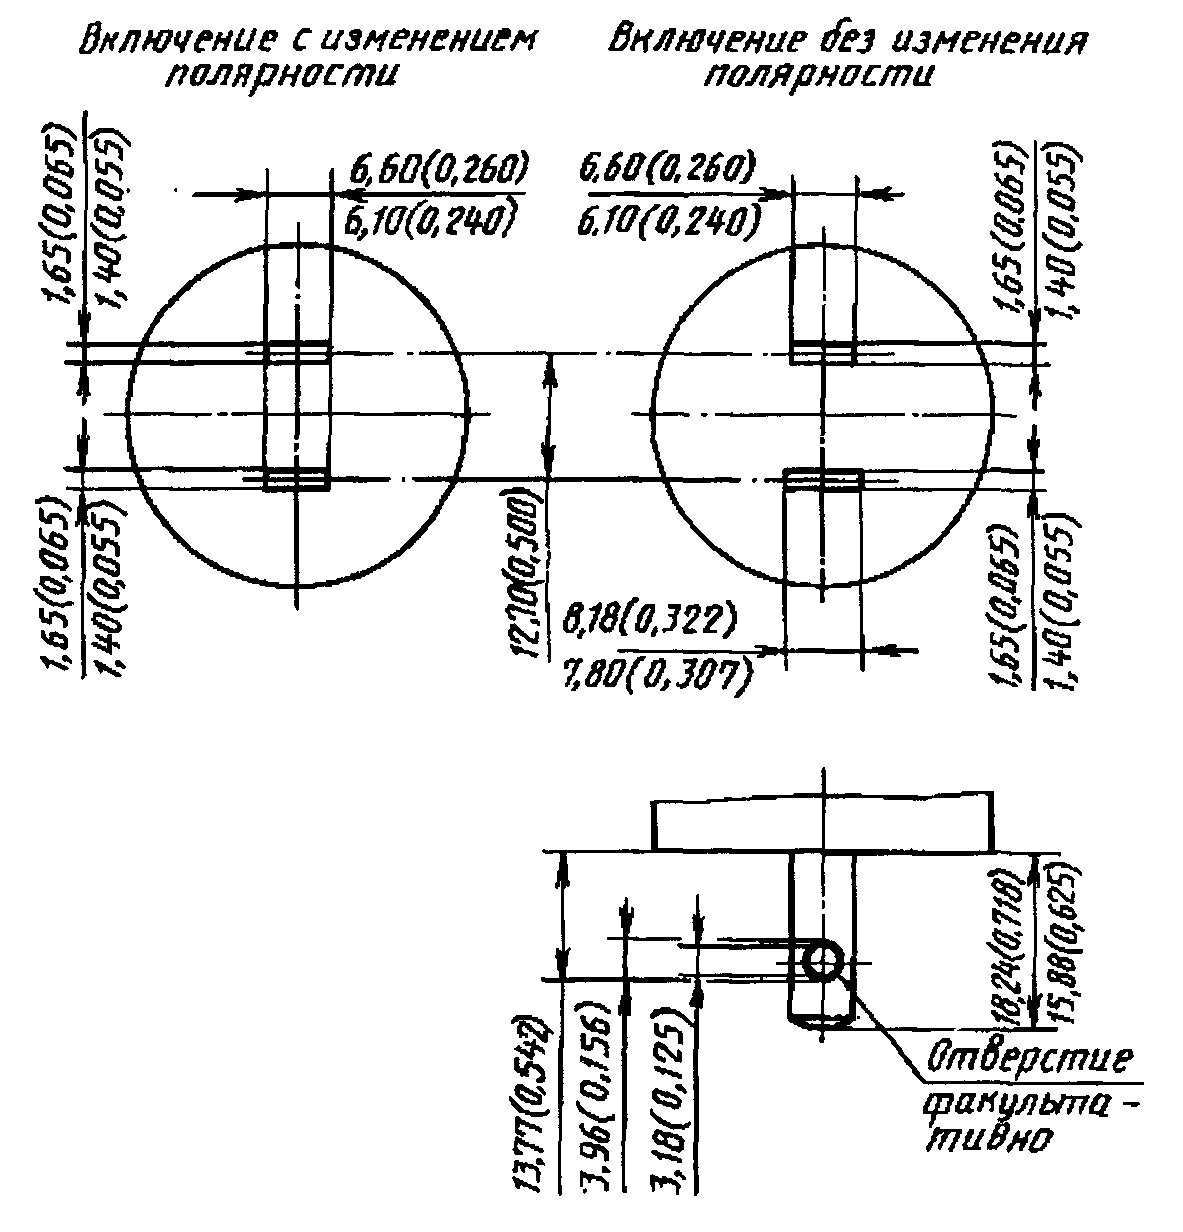 Включение с изменением
полярности
Включение без изменения
полярности
1,65(0,065)
1,40(0,055)
6,60(0,260)
6,10(0,240)
6,60(0,260)
6,10(0,240)
1,65(0,065)
1,40(0,055)
1,65(0,065)
1,40(0,055)
12,70(0,500)
8,18(0,322)
7,80(0,307)
1,65(0,065)
1,40(0,055)
13,77(0,542)
3,96(0,156)
3,18(0,125)
18,24(0,718)
15,88(0,625)
Отверстие
факульта-
тивно